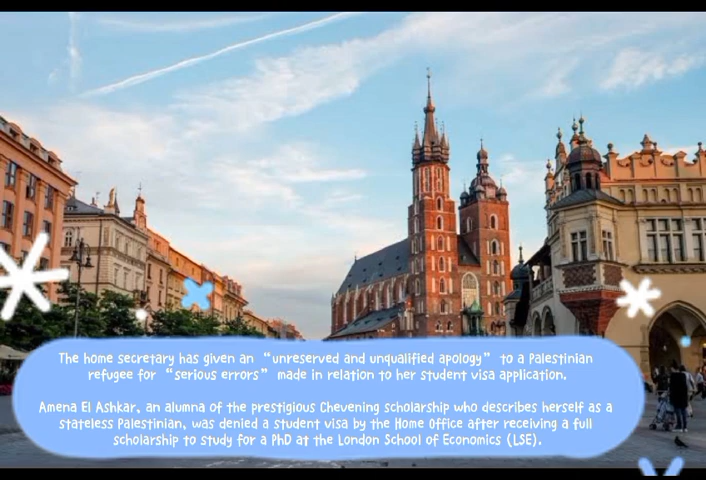 The home secretary has given an “unreserved and unqualified apology” to a Palestinian
refugee for “serious errors” made in relation to her student visa application.
Amena El Ashkar, an alumna of the prestigious Chevening scholarship who describes herself as a
stateless Palestinian, was denied a student visa by the Home Office after receiving a full
scholarship to study for a PhD at the London School of Economics (LSE).